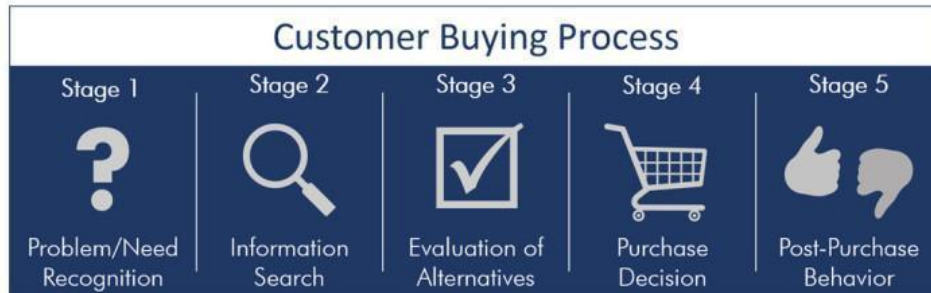 Customer Buying Process
Stage 1
Stage 2
Stage 3
Stage 4
Stage 5
Problem/Need
Recognition
Information
Search
Evaluation of
Alternatives
Purchase
Decision
Post-Purchase
Behavior